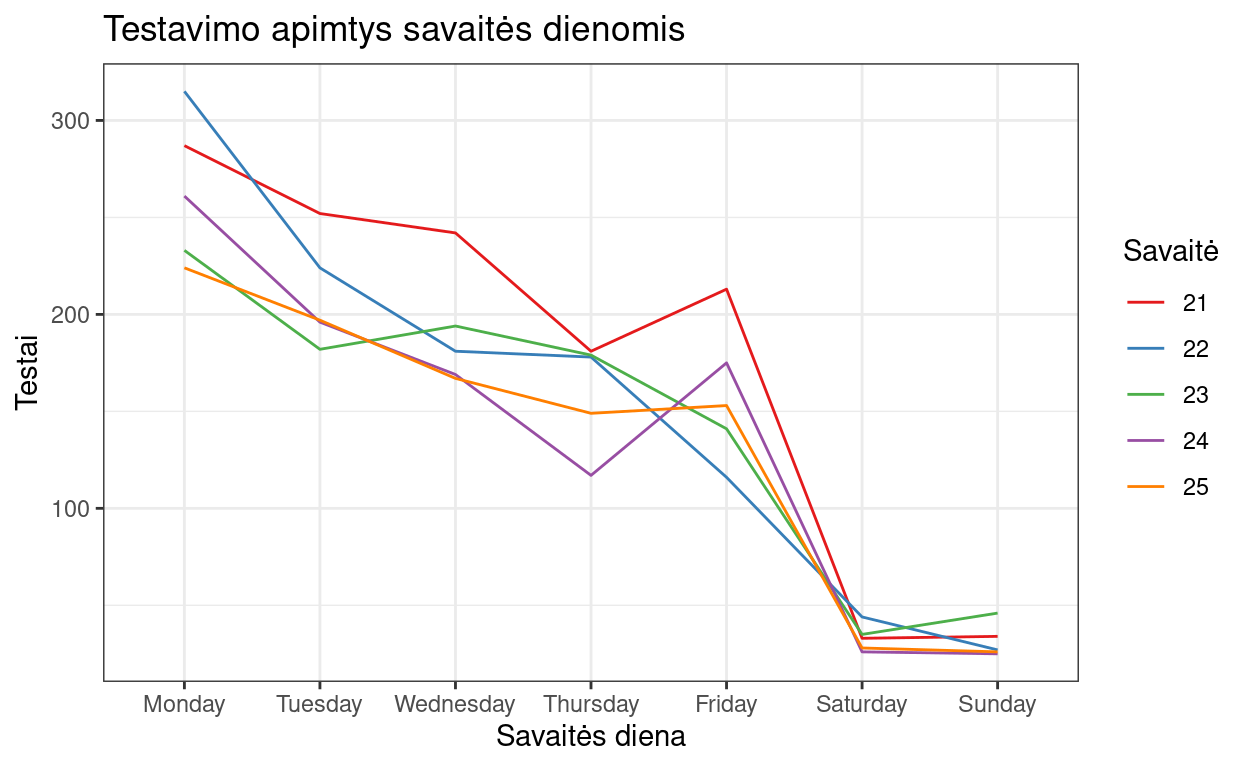 Testavimo apimtys savaitės dienomis
Testai
300
200
100
Monday Tuesday Wednesday Thursday Friday Saturday Sunday
Savaitės diena
Savaitė
21
22
23
24
25